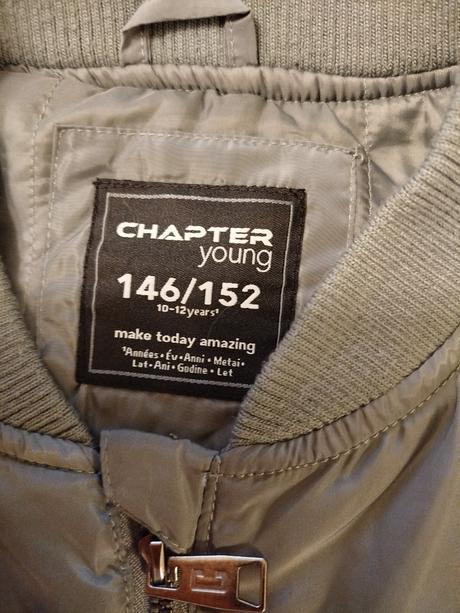 CHAPTER
young
146/152
10-12years¹
make today amazing
¹Années • Év • Anni • Metai •
Lat • Ani • Godine • Let